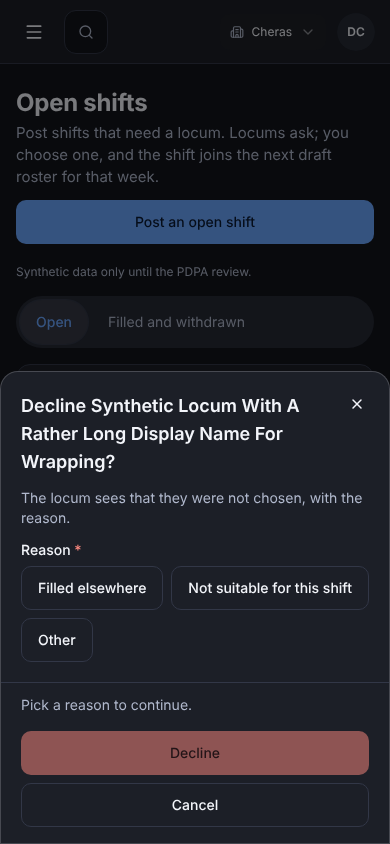 Cheras
DC
Open shifts
Post shifts that need a locum. Locums ask; you
choose one, and the shift joins the next draft
roster for that week.
Post an open shift
Synthetic data only until the PDPA review.
Open
Filled and withdrawn
Decline Synthetic Locum With A
Rather Long Display Name For
Wrapping?
The locum sees that they were not chosen, with the
reason.
Reason *
Filled elsewhere
Not suitable for this shift
Other
Pick a reason to continue.
Decline
Cancel